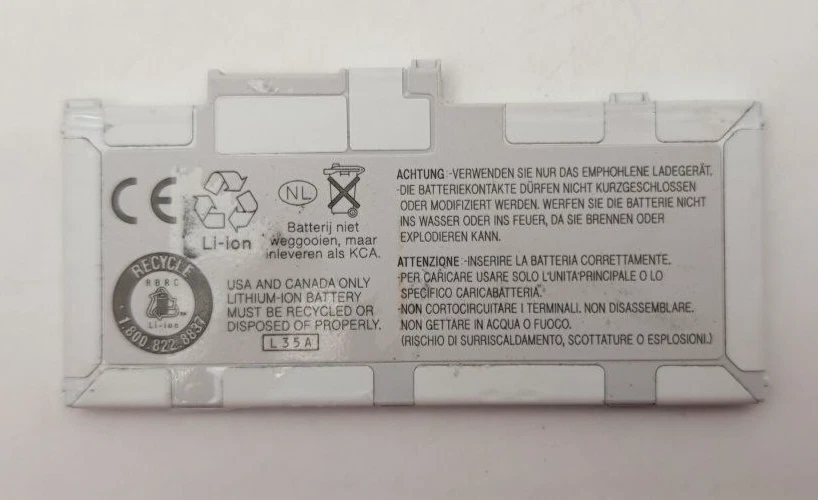 CE
Li-ion
NL
Batterij niet
weggooien, maar
inleveren als KCA.
RECYCLE
RBRC
Li-ion
1.800.822.8837
USA AND CANADA ONLY
LITHIUM-ION BATTERY
MUST BE RECYCLED OR
DISPOSED OF PROPERLY.
L35A
ACHTUNG -VERWENDEN SIE NUR DAS EMPHOHLENE LADEGERÄT.
-DIE BATTERIEKONTÄKTE DÜRFEN NICHT KURZGESCHLOSSEN
ODER MODIFIZIERT WERDEN. WERFEN SIE DIE BATTERIE NICHT
INS WASSER ODER INS FEUER, DA SIE BRENNEN ODER
EXPLODIEREN KANN.
ATTENZIONE -INSERIRE LA BATTERIA CORRETTAMENTE.
-PER CARICARE USARE SOLO L'UNITA'PRINCIPALE O LO
SPECIFICO CARICABATTERIA.
-NON CORTOCIRCUITARE I TERMINALI. NON DISASSEMBLARE.
NON GETTARE IN ACQUA O FUOCO.
(RISCHIO DI SURRISCALDAMENTO, SCOTTATURE O ESPLOSIONI.)